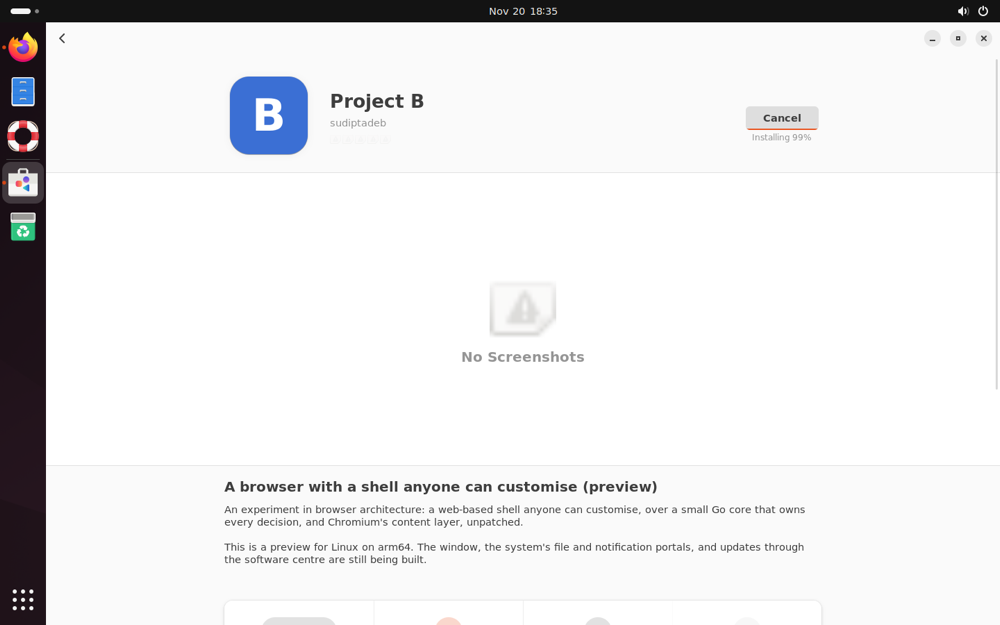 Nov 20 18:35
B
Project B
sudiptadeb
Cancel
Installing 99%
No Screenshots
A browser with a shell anyone can customise (preview)
An experiment in browser architecture: a web-based shell anyone can customise, over a small Go core that owns
every decision, and Chromium's content layer, unpatched.
This is a preview for Linux on arm64. The window, the system's file and notification portals, and updates through
the software centre are still being built.